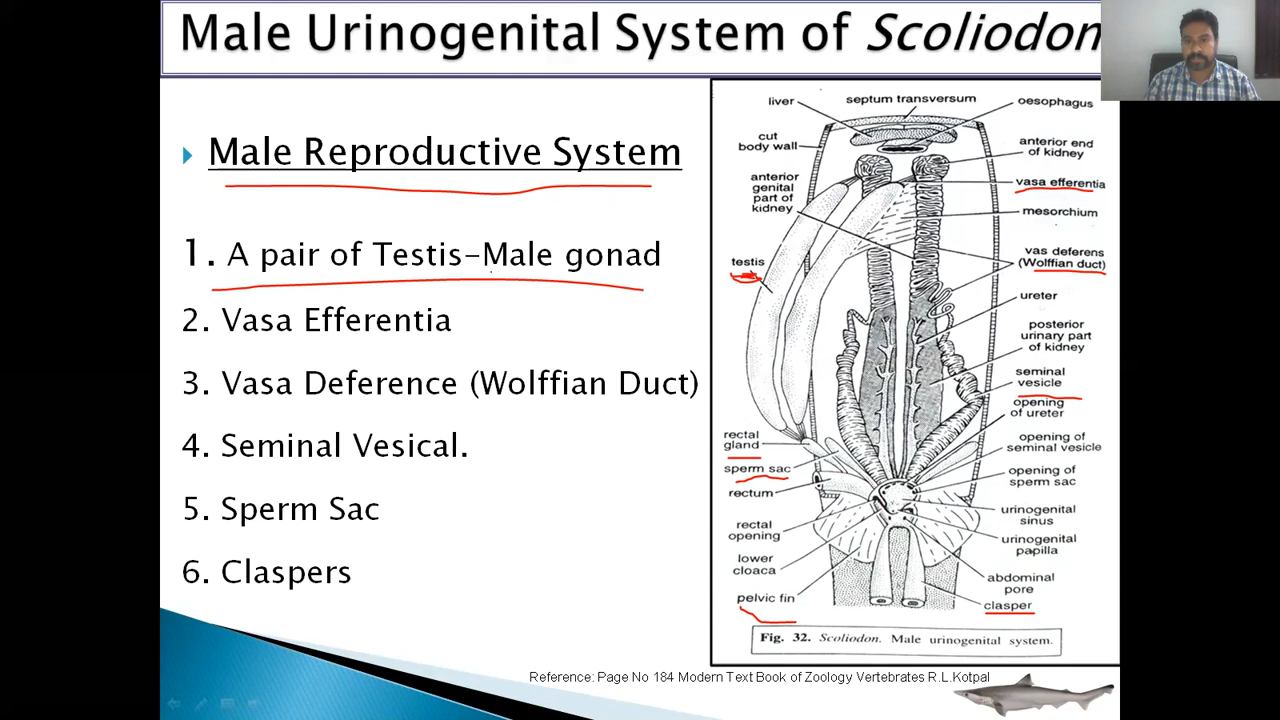 Male Urinogenital System of Scoliodon
Male Reproductive System
1. A pair of Testis-Male gonad
2. Vasa Efferentia
3. Vasa Deference (Wolffian Duct)
4. Seminal Vesical.
5. Sperm Sac
6. Claspers
liver
septum transversum
oesophagus
cut
body wall
anterior
genital
part of
kidney
testis
rectal
gland
sperm sac
rectum
rectal
opening
lower
cloaca
pelvic fin
anterior end
of kidney
vasa efferentia
mesorchium
vas deferens
(Wolffian duct)
ureter
posterior
urinary part
of kidney
seminal
vesicle
opening
of ureter
opening of
seminal vesicle
opening of
sperm sac
urinogenital
sinus
urinogenital
papilla
abdominal
pore
clasper
Fig. 32. Scoliodon. Male urinogenital system.
Reference: Page No 184 Modern Text Book of Zoology Vertebrates R.L.Kotpal